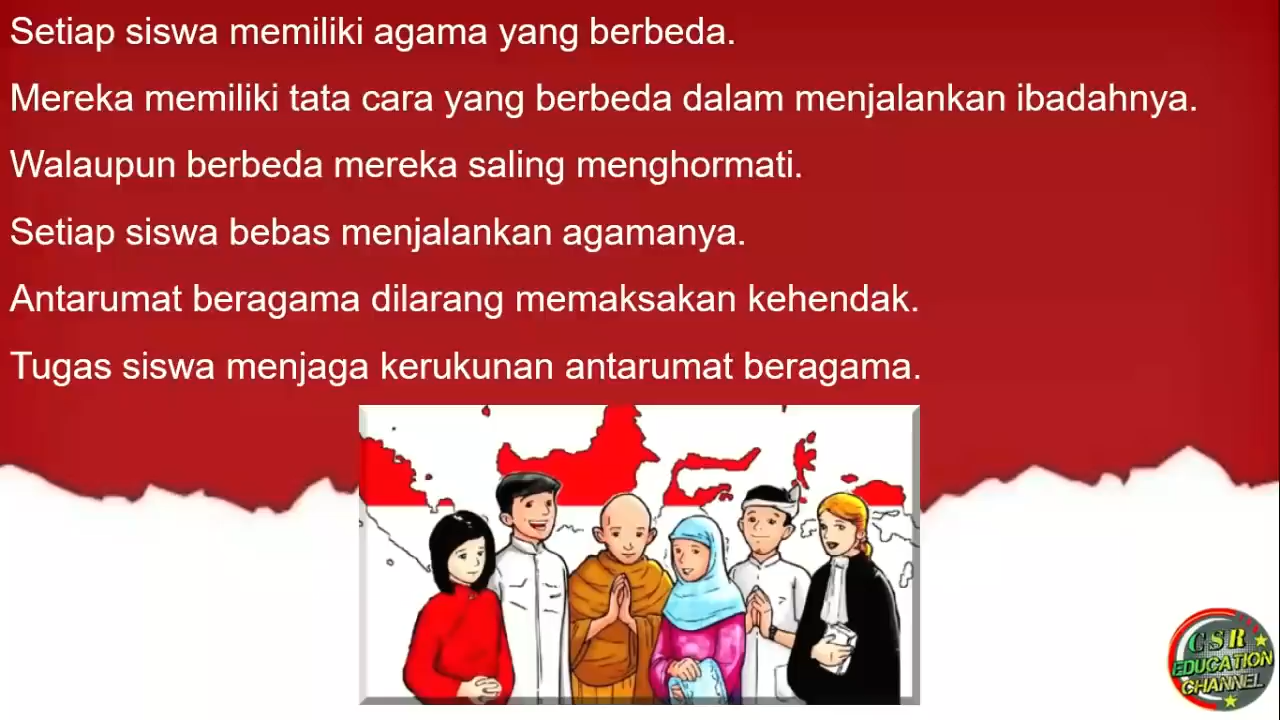 Setiap siswa memiliki agama yang berbeda.
Mereka memiliki tata cara yang berbeda dalam menjalankan ibadahnya.
Walaupun berbeda mereka saling menghormati.
Setiap siswa bebas menjalankan agamanya.
Antarumat beragama dilarang memaksakan kehendak.
Tugas siswa menjaga kerukunan antarumat beragama.
GSR
EDUCATION
CHANNEL